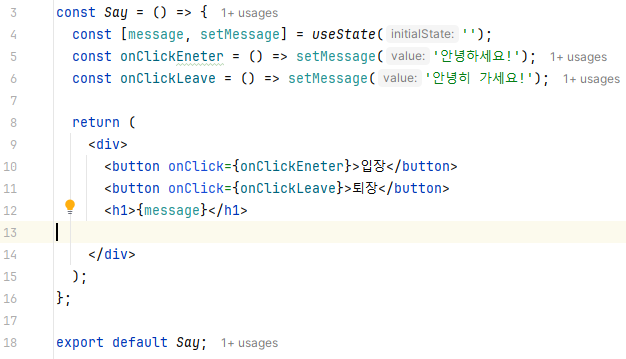 3 const Say = () => { 1+ usages
4 const [message, setMessage] = useState( initialState: '');
5 const onClickEneter = () => setMessage( value: '안녕하세요!'); 1+ usages
6 const onClickLeave = () => setMessage( value: '안녕히 가세요!'); 1+ usages
7
8 return (
9 <div>
10 <button onClick={onClickEneter}>입장</button>
11 <button onClick={onClickLeave}>퇴장</button>
12 <h1>{message}</h1>
13
14 </div>
15 );
16 };
17
18 export default Say; 1+ usages